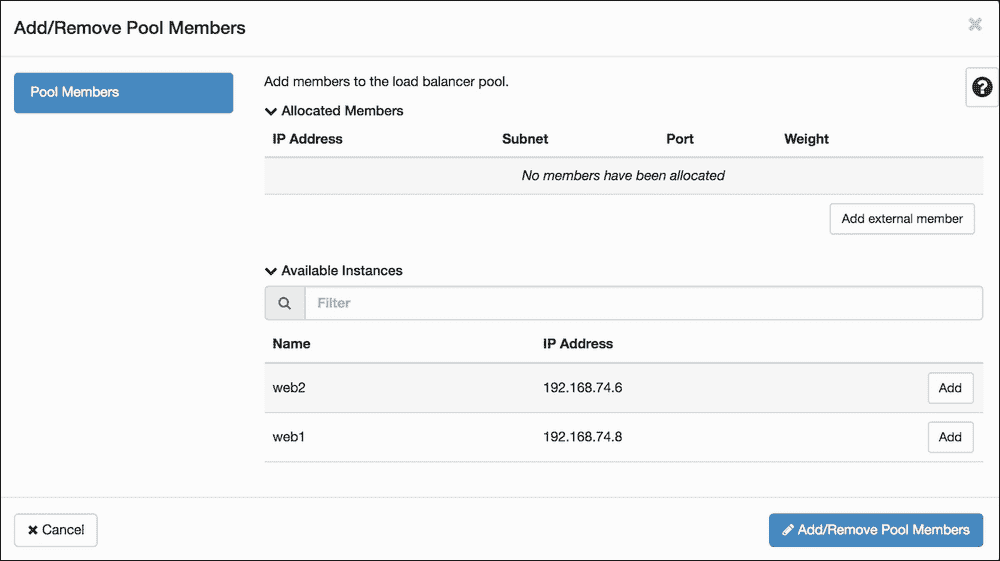 Add/Remove Pool Members
Pool Members
Add members to the load balancer pool.
Allocated Members
IP Address Subnet Port Weight
No members have been allocated
Add external member
Available Instances
Filter
Name IP Address
web2 192.168.74.6 Add
web1 192.168.74.8 Add
Cancel Add/Remove Pool Members